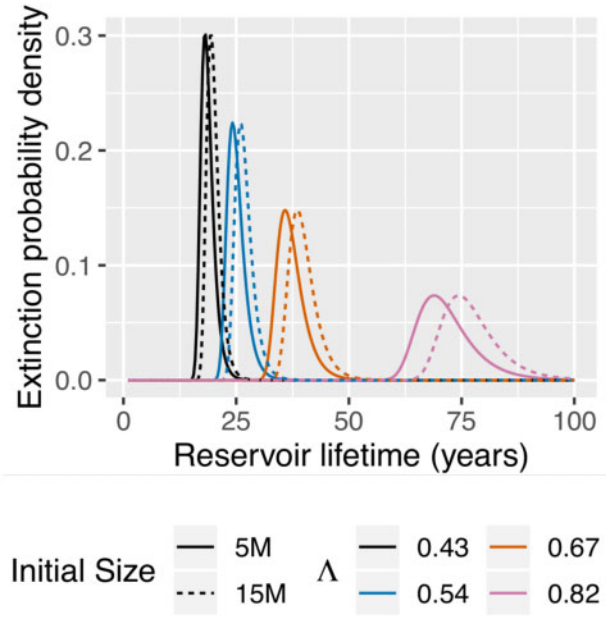 Extinction probability density
0.3
0.2
0.1
0.0
0 25 50 75 100
Reservoir lifetime (years)
Initial Size 5M 15M
Λ 0.43 0.67
0.54 0.82